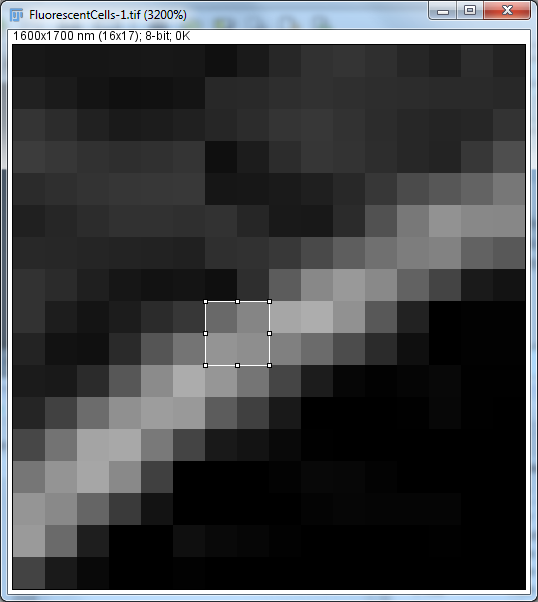 FluorescentCells-1.tif (3200%)
1600x1700 nm (16x17); 8-bit; 0K